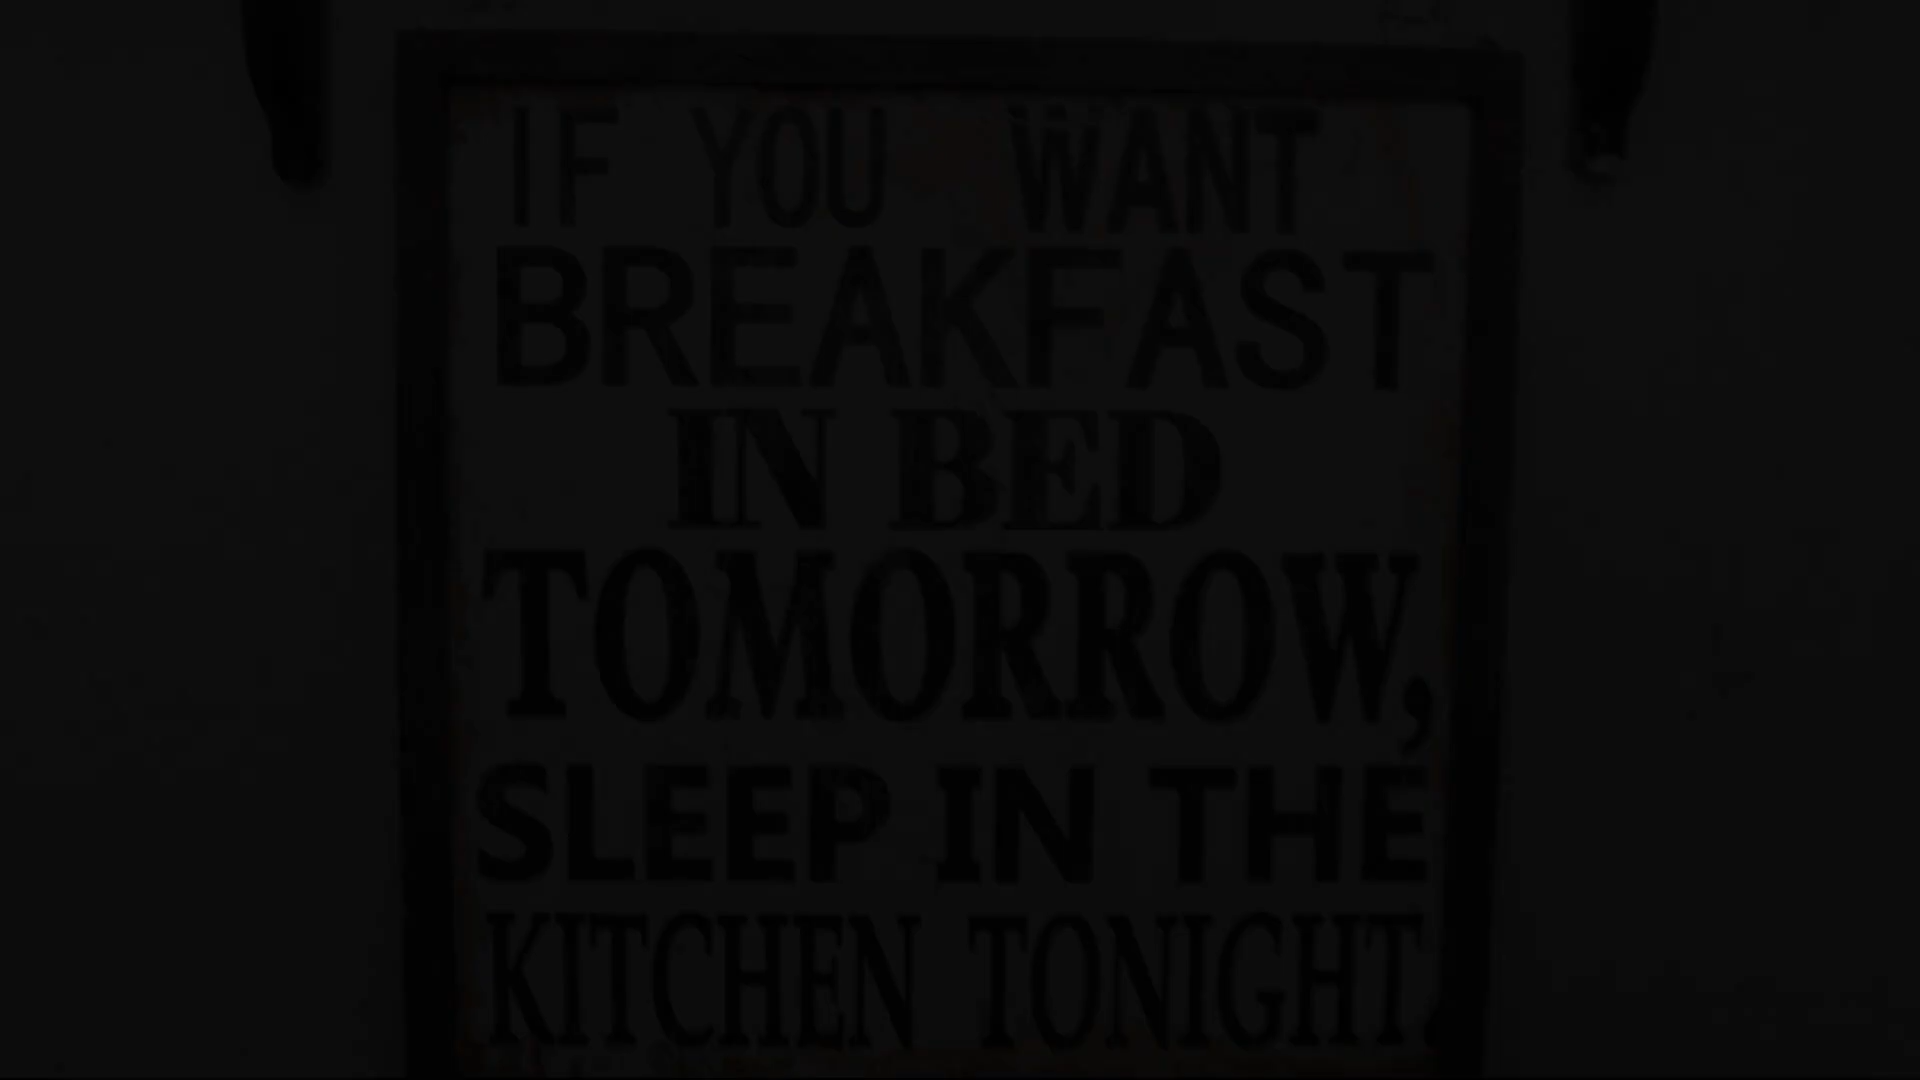 IF YOU WANT
BREAKFAST
IN BED
TOMORROW,
SLEEP IN THE
KITCHEN TONIGHT.